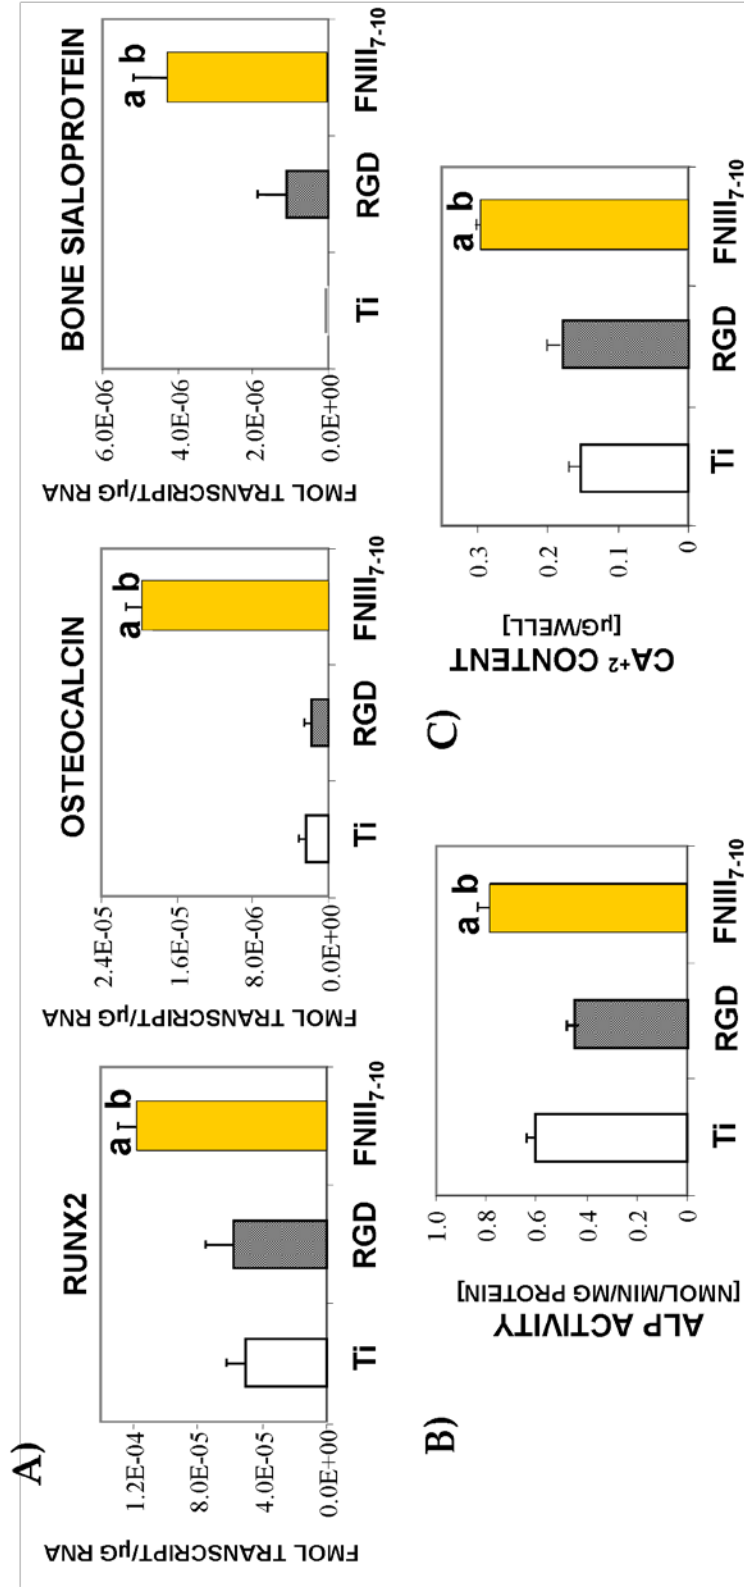 A)
RUNX2
FMOL TRANSCRIPT/μG RNA
1.2E-04
8.0E-05
4.0E-05
0.0E+00
a b
Ti RGD FNIII7-10
OSTEOCALCIN
FMOL TRANSCRIPT/μG RNA
2.4E-05
1.6E-05
8.0E-06
0.0E+00
a b
Ti RGD FNIII7-10
BONE SIALOPROTEIN
FMOL TRANSCRIPT/μG RNA
6.0E-06
4.0E-06
2.0E-06
0.0E+00
a b
Ti RGD FNIII7-10
B)
ALP ACTIVITY
[NMOL/MIN/MG PROTEIN]
1.0
0.8
0.6
0.4
0.2
0
a b
Ti RGD FNIII7-10
C)
CA+2 CONTENT
[μG/WELL]
0.3
0.2
0.1
0
a b
Ti RGD FNIII7-10